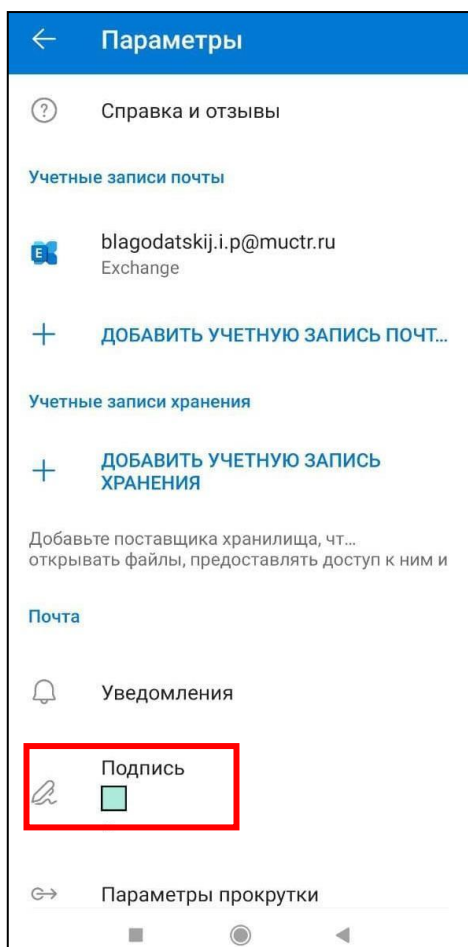 Параметры
Справка и отзывы
Учетные записи почты
blagodatskij.i.p@muctr.ru
Exchange
ДОБАВИТЬ УЧЕТНУЮ ЗАПИСЬ ПОЧТ...
Учетные записи хранения
ДОБАВИТЬ УЧЕТНУЮ ЗАПИСЬ
ХРАНЕНИЯ
Добавьте поставщика хранилища, чт...
открывать файлы, предоставлять доступ к ним и
Почта
Уведомления
Подпись
Параметры прокрутки